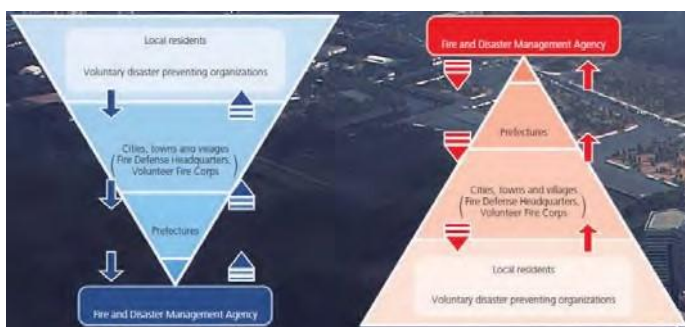 Local residents
Voluntary disaster preventing organizations
Cities, towns and villages
(Fire Defense Headquarters,
Volunteer Fire Corps)
Prefectures
Fire and Disaster Management Agency
Fire and Disaster Management Agency
Prefectures
Cities, towns and villages
(Fire Defense Headquarters,
Volunteer Fire Corps)
Local residents
Voluntary disaster preventing organizations